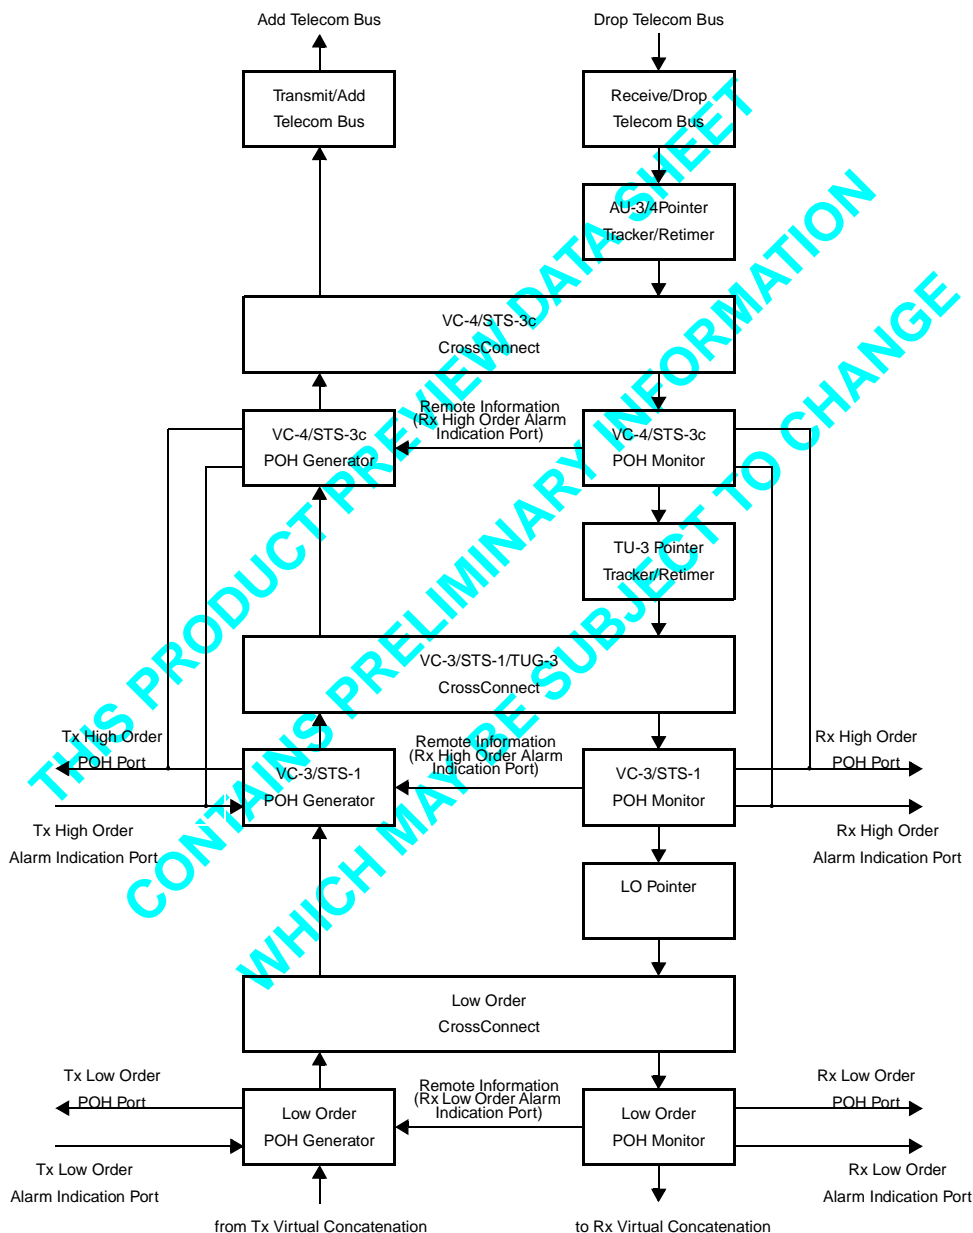 Add Telecom Bus
Drop Telecom Bus
Transmit/Add
Telecom Bus
Receive/Drop
Telecom Bus
AU-3/4Pointer
Tracker/Retimer
VC-4/STS-3c
CrossConnect
Remote Information
(Rx High Order Alarm
Indication Port)
VC-4/STS-3c
POH Generator
VC-4/STS-3c
POH Monitor
TU-3 Pointer
Tracker/Retimer
VC-3/STS-1/TUG-3
CrossConnect
Tx High Order
POH Port
Remote Information
(Rx High Order Alarm
Indication Port)
Rx High Order
POH Port
VC-3/STS-1
POH Generator
VC-3/STS-1
POH Monitor
Tx High Order
Alarm Indication Port
Rx High Order
Alarm Indication Port
LO Pointer
Low Order
CrossConnect
Tx Low Order
POH Port
Remote Information
(Rx Low Order Alarm
Indication Port)
Rx Low Order
POH Port
Low Order
POH Generator
Low Order
POH Monitor
Tx Low Order
Alarm Indication Port
Rx Low Order
Alarm Indication Port
from Tx Virtual Concatenation
to Rx Virtual Concatenation
THIS PRODUCT PREVIEW DATA SHEET
CONTAINS PRELIMINARY INFORMATION
WHICH MAY BE SUBJECT TO CHANGE